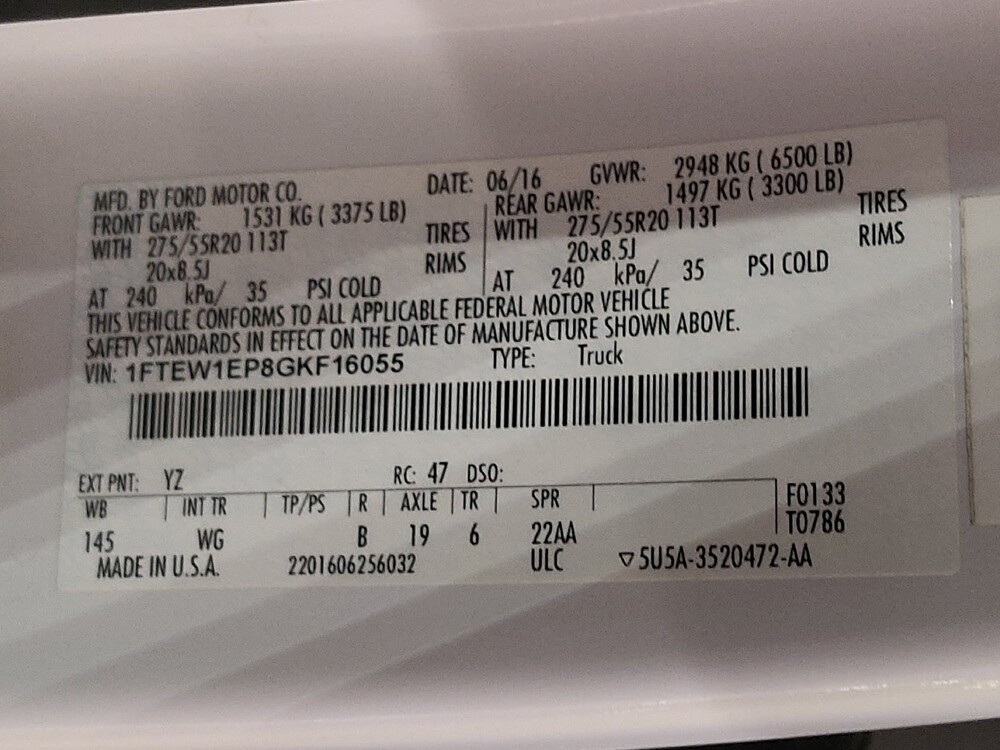 MFD. BY FORD MOTOR CO. DATE: 06/16 GVWR: 2948 KG ( 6500 LB)
FRONT GAWR: 1531 KG ( 3375 LB) REAR GAWR: 1497 KG ( 3300 LB)
WITH 275/55R20 113T TIRES WITH 275/55R20 113T TIRES
20x8.5J RIMS 20x8.5J RIMS
AT 240 kPa/ 35 PSI COLD AT 240 kPa/ 35 PSI COLD
THIS VEHICLE CONFORMS TO ALL APPLICABLE FEDERAL MOTOR VEHICLE
SAFETY STANDARDS IN EFFECT ON THE DATE OF MANUFACTURE SHOWN ABOVE.
VIN: 1FTEW1EP8GKF16055 TYPE: Truck
EXT PNT: YZ RC: 47 DSO:
WB INT TR TP/PS R AXLE TR SPR F0133
145 WG B 19 6 22AA T0786
MADE IN U.S.A. 2201606256032 ULC ▽5U5A-3520472-AA